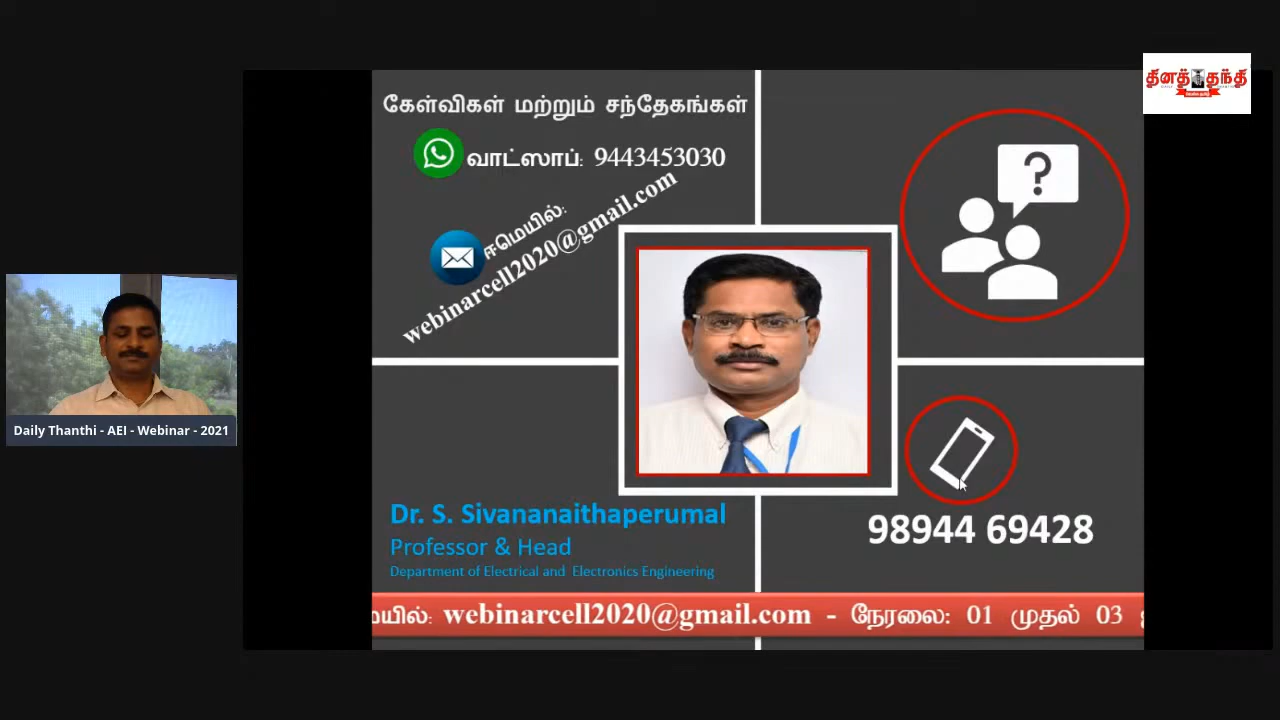 கேள்விகள் மற்றும் சந்தேகங்கள்
வாட்ஸாப்: 9443453030
ஈமெயில்:
webinarcell2020@gmail.com
தினத்தந்தி
?
Daily Thanthi - AEI - Webinar - 2021
Dr. S. Sivananaithaperumal
Professor & Head
Department of Electrical and Electronics Engineering
98944 69428
மெயில்: webinarcell2020@gmail.com - நேரலை: 01 முதல் 03